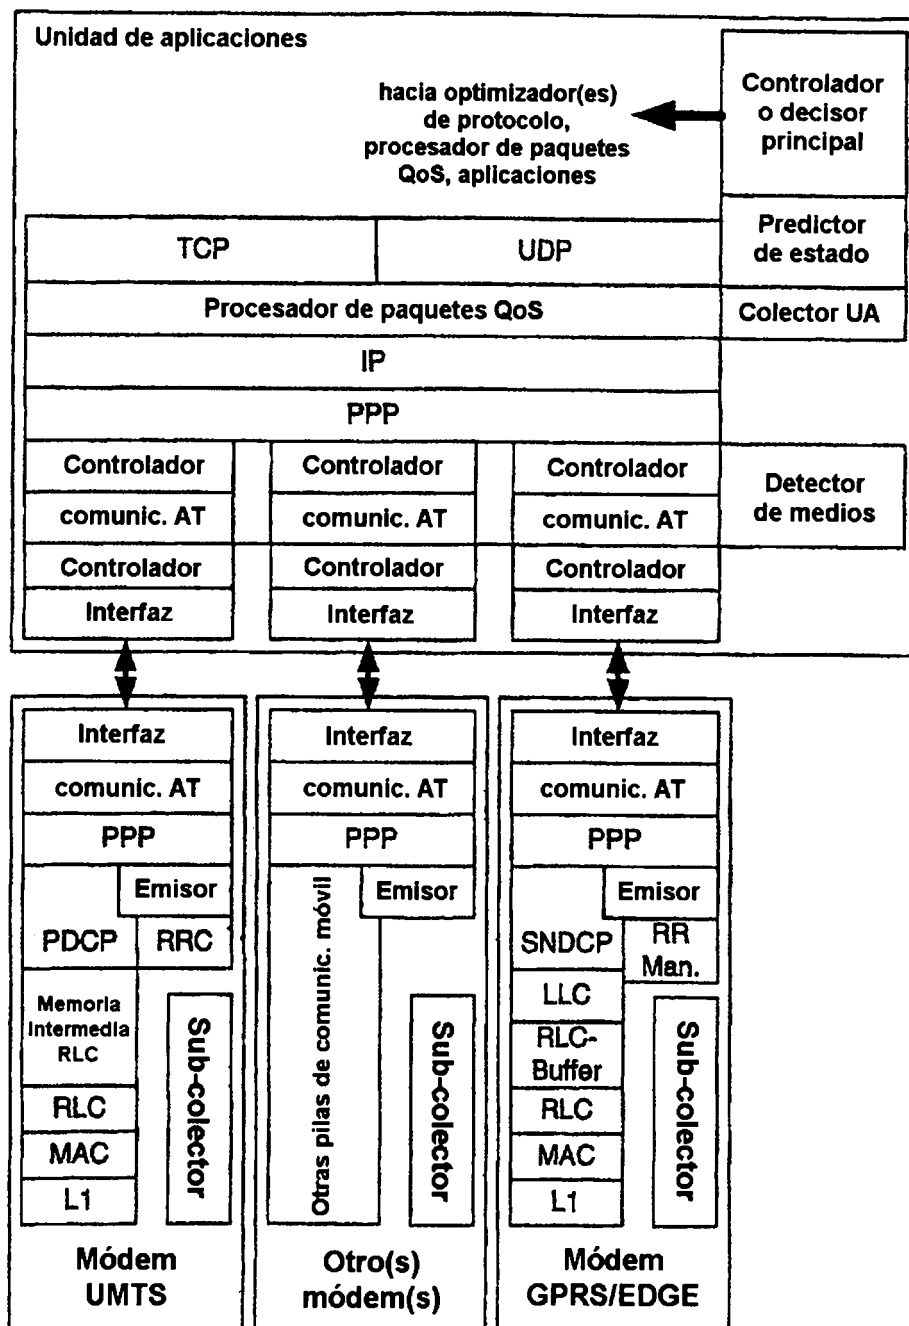 Unidad de aplicaciones
Controlador
o decisor
principal
hacia optimizador(es)
de protocolo,
procesador de paquetes
QoS, aplicaciones
Predictor
de estado
TCP
UDP
Procesador de paquetes QoS
Colector UA
IP
PPP
Controlador
comunic. AT
Controlador
Interfaz
Controlador
comunic. AT
Controlador
Interfaz
Controlador
comunic. AT
Controlador
Interfaz
Detector
de medios
Interfaz
comunic. AT
PPP
Emisor
PDCP
RRC
Memoria
Intermedia
RLC
RLC
MAC
L1
Sub-colector
Módem
UMTS
Interfaz
comunic. AT
PPP
Emisor
Otras pilas de comunic. móvil
Sub-colector
Otro(s)
módem(s)
Interfaz
comunic. AT
PPP
Emisor
SNDCP
RR
Man.
LLC
RLC-
Buffer
RLC
MAC
L1
Sub-colector
Módem
GPRS/EDGE